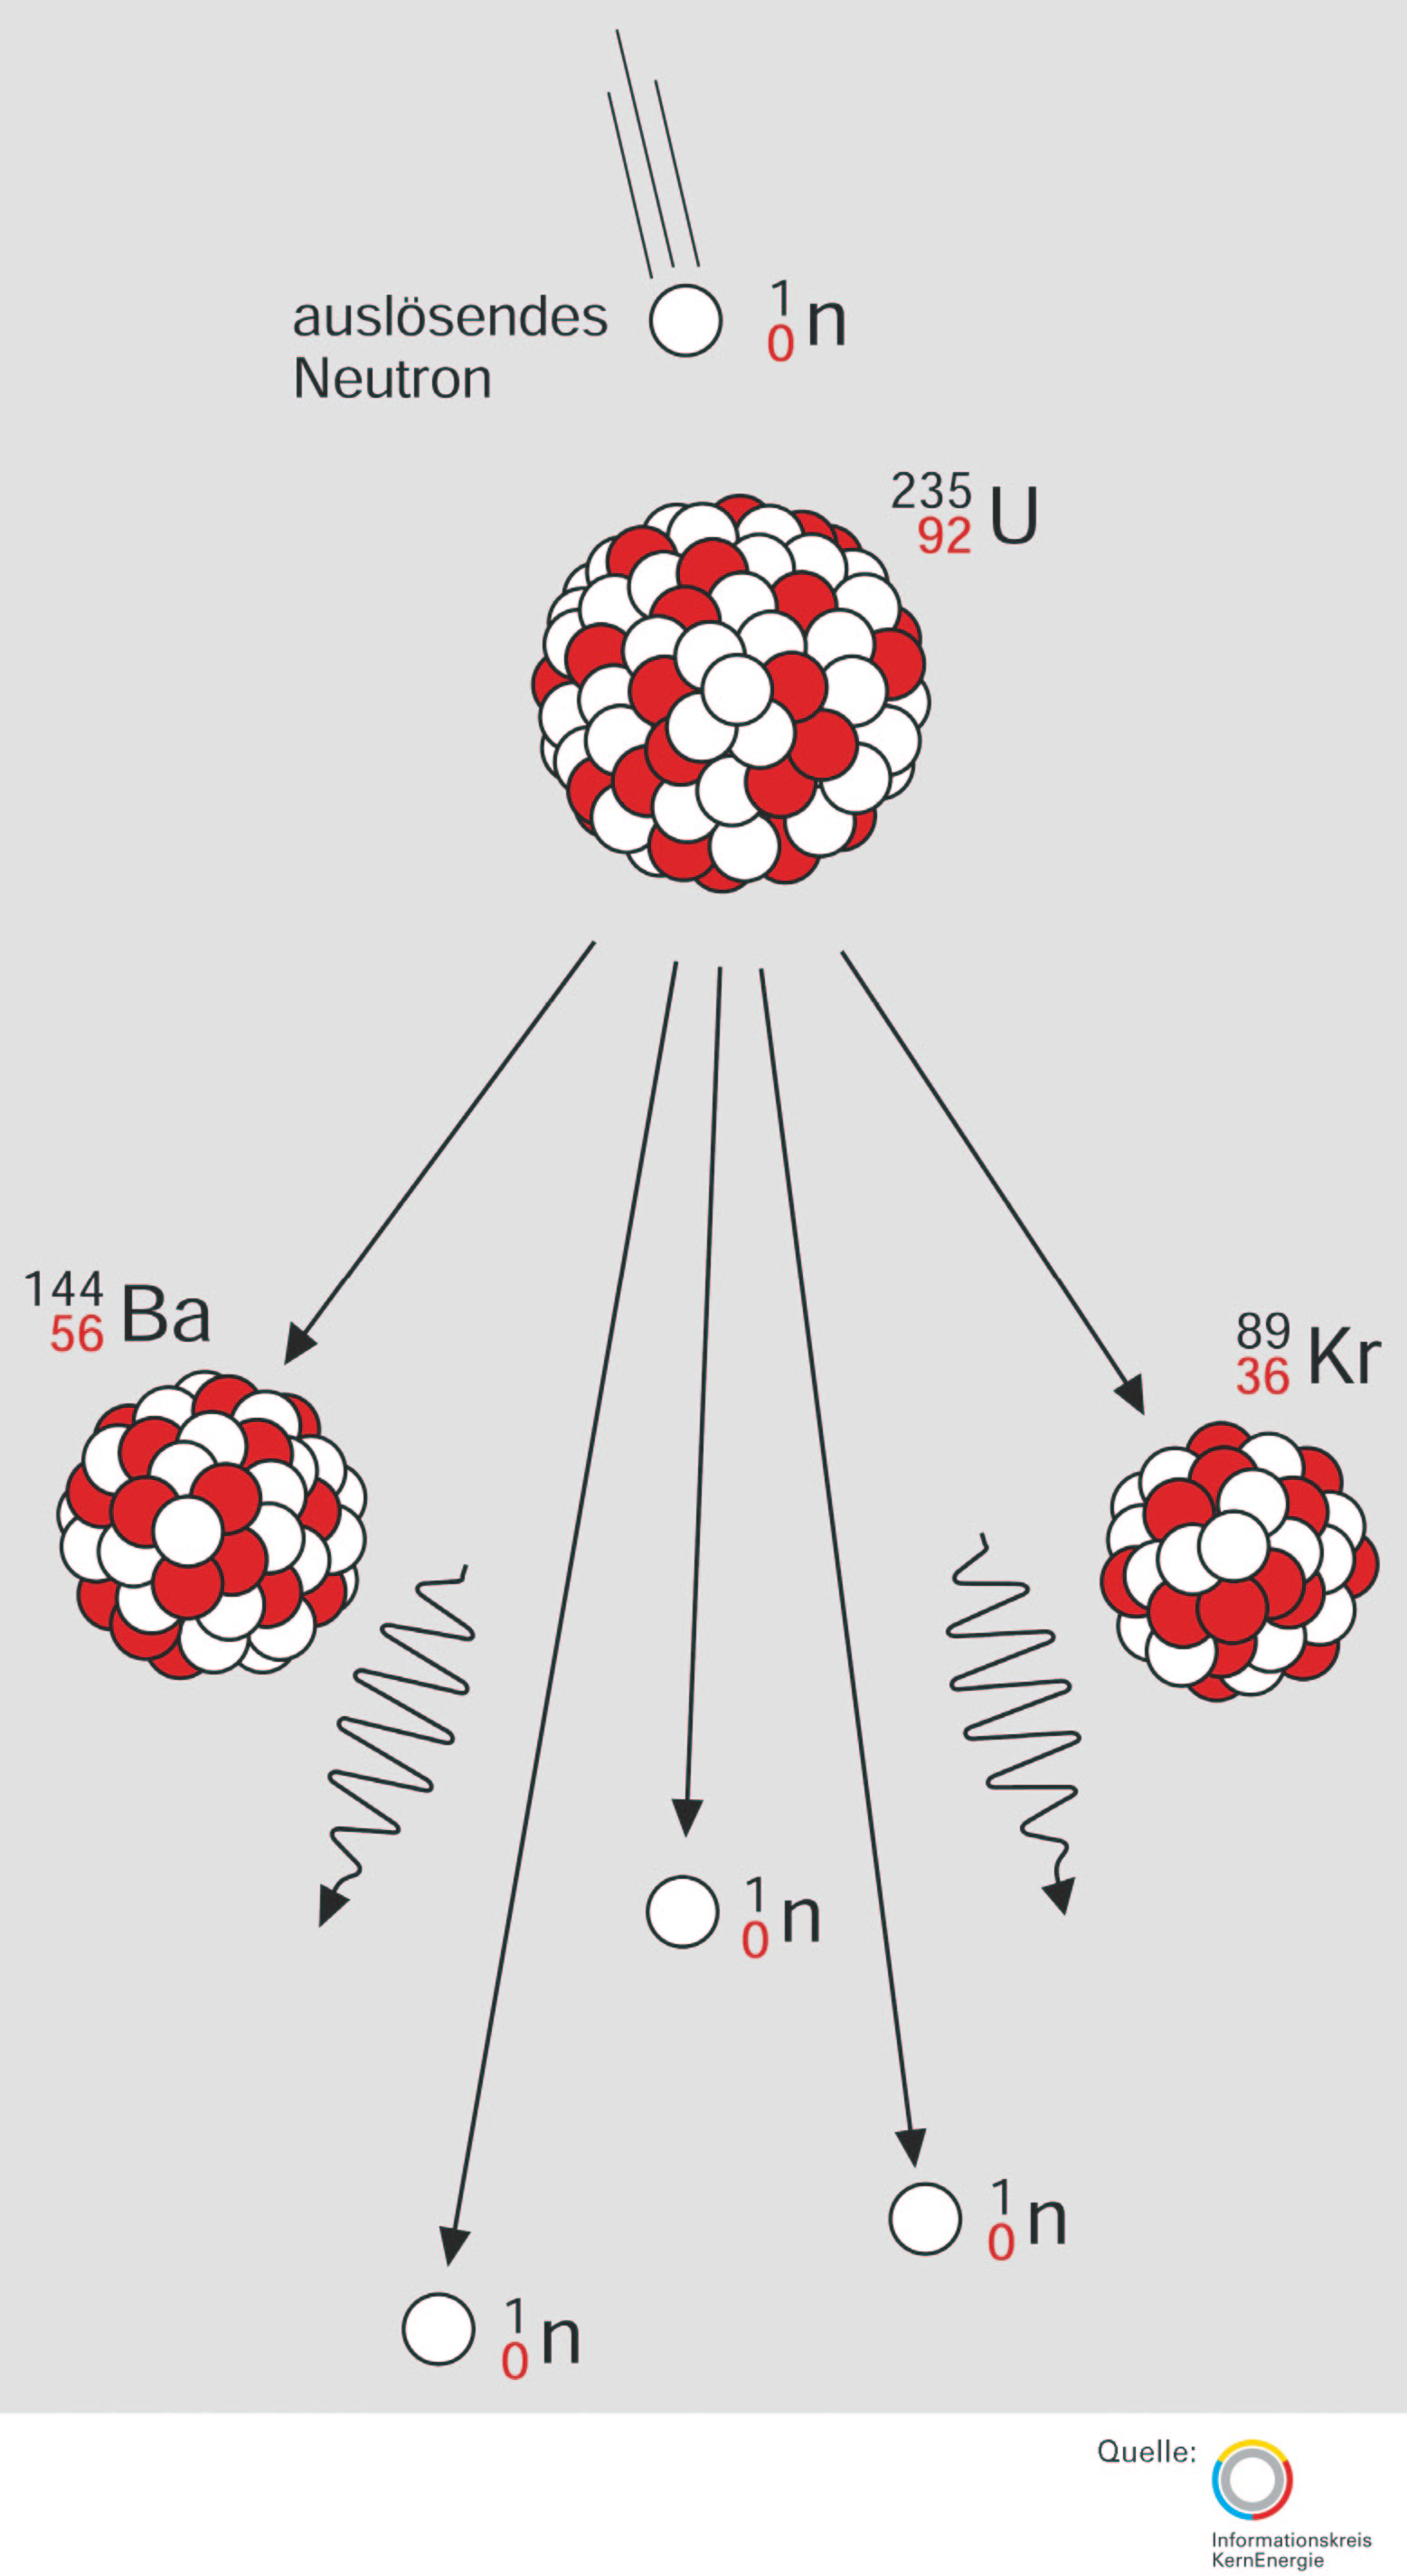 auslösendes
Neutron
1
0 n
235
92 U
144
56 Ba
89
36 Kr
1
0 n
1
0 n
1
0 n
Quelle:
Informationskreis
KernEnergie